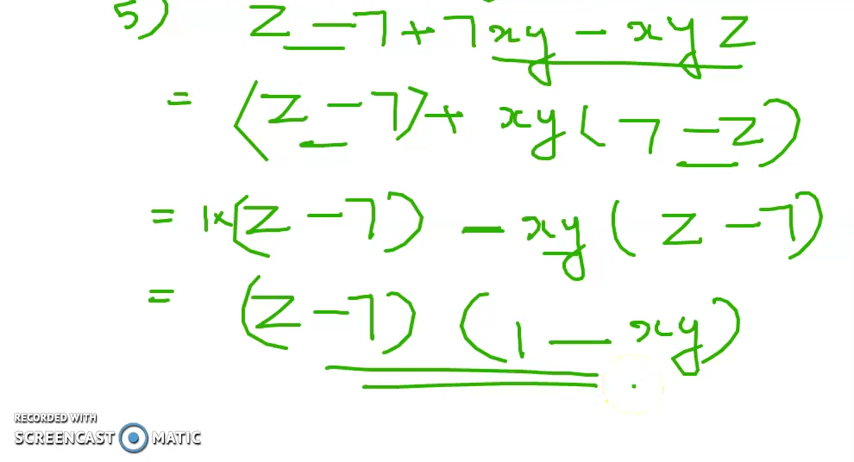 5) z - 7 + 7xy - xyz
= (z - 7) + xy (7 - z)
= 1×(z - 7) - xy (z - 7)
= (z - 7) (1 - xy)
RECORDED WITH
SCREENCAST MATIC